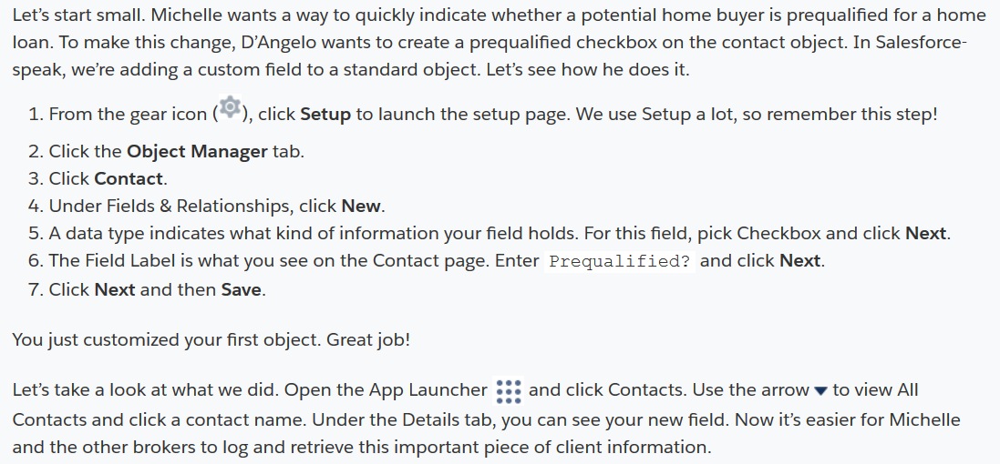 Let’s start small. Michelle wants a way to quickly indicate whether a potential home buyer is prequalified for a home
loan. To make this change, D’Angelo wants to create a prequalified checkbox on the contact object. In Salesforce-
speak, we’re adding a custom field to a standard object. Let’s see how he does it.
1. From the gear icon (), click Setup to launch the setup page. We use Setup a lot, so remember this step!
2. Click the Object Manager tab.
3. Click Contact.
4. Under Fields & Relationships, click New.
5. A data type indicates what kind of information your field holds. For this field, pick Checkbox and click Next.
6. The Field Label is what you see on the Contact page. Enter Prequalified? and click Next.
7. Click Next and then Save.
You just customized your first object. Great job!
Let’s take a look at what we did. Open the App Launcher and click Contacts. Use the arrow to view All
Contacts and click a contact name. Under the Details tab, you can see your new field. Now it’s easier for Michelle
and the other brokers to log and retrieve this important piece of client information.